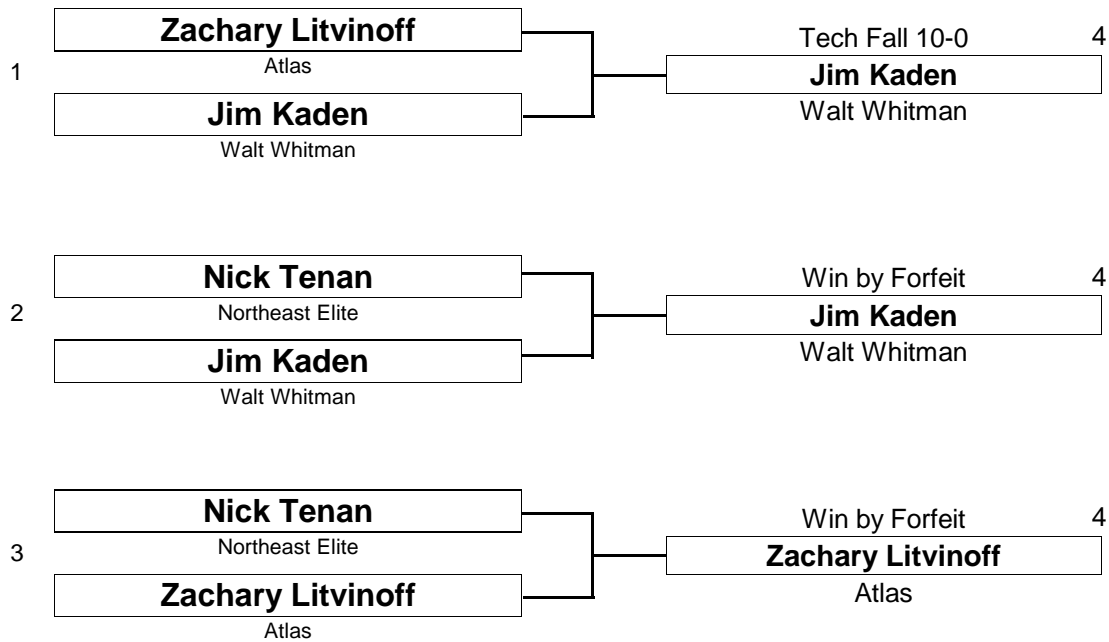 Zachary Litvinoff
Tech Fall 10-0 4
1
Atlas
Jim Kaden
Jim Kaden
Walt Whitman
Walt Whitman
Nick Tenan
Win by Forfeit 4
2
Northeast Elite
Jim Kaden
Jim Kaden
Walt Whitman
Walt Whitman
Nick Tenan
Win by Forfeit 4
3
Northeast Elite
Zachary Litvinoff
Zachary Litvinoff
Atlas
Atlas